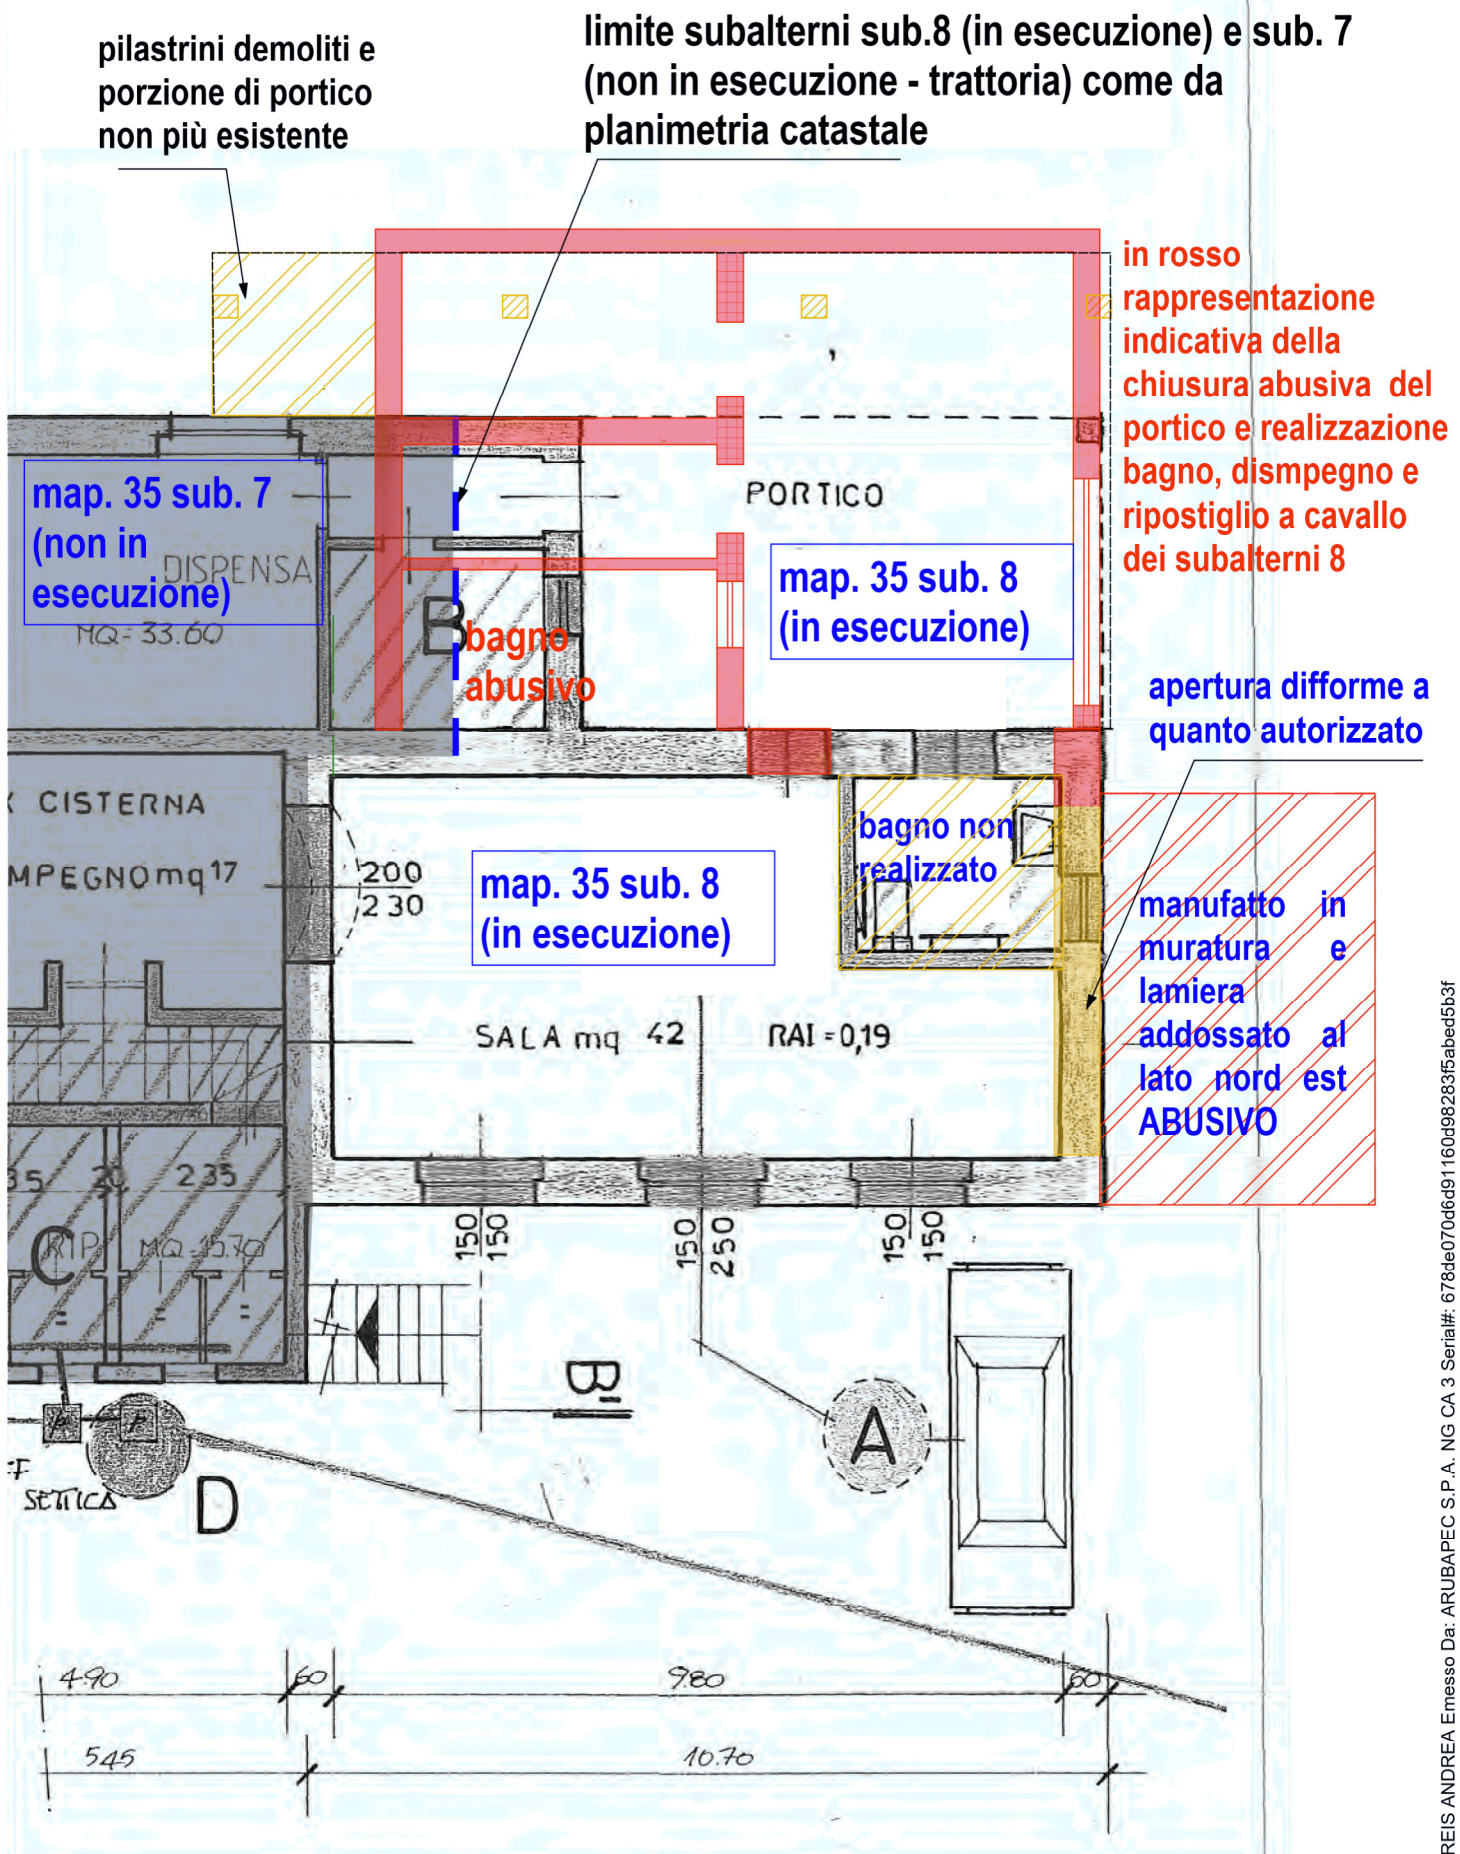 pilastrini demoliti e
porzione di portico
non più esistente
limite subalterni sub.8 (in esecuzione) e sub. 7
(non in esecuzione - trattoria) come da
planimetria catastale
in rosso
rappresentazione
indicativa della
chiusura abusiva del
portico e realizzazione
bagno, dismpegno e
ripostiglio a cavallo
dei subalterni 8
map. 35 sub. 7
(non in
esecuzione)
DISPENSA
MQ=33.60
PORTICO
map. 35 sub. 8
(in esecuzione)
B
bagno
abusivo
apertura difforme a
quanto autorizzato
CISTERNA
MPEGNO mq 17
200
230
map. 35 sub. 8
(in esecuzione)
bagno non
realizzato
manufatto in
muratura e
lamiera
addossato al
lato nord est
ABUSIVO
SALA mq 42
RAI = 0,19
35
20
235
C
RIP
MQ=15.70
150
150
150
250
150
150
B'
A
P
P
D
SETTICA
4.90
60
9.80
60
545
10.70
REIS ANDREA Emesso Da: ARUBAPEC S.P.A. NG CA 3 Serial#: 678de070d6d91160d98283f5abed5b3f